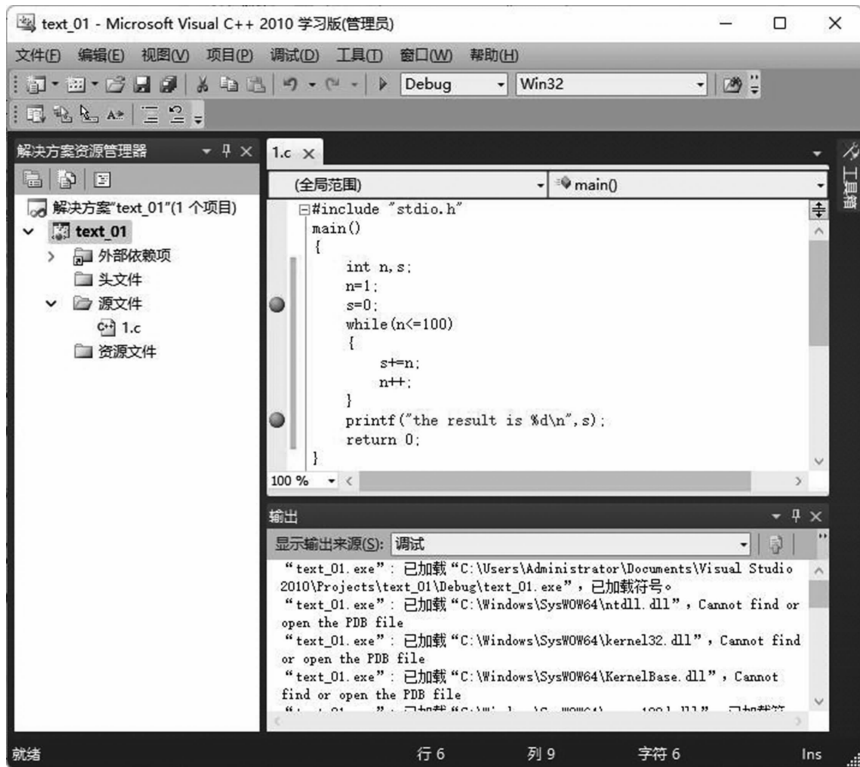 text_01 - Microsoft Visual C++ 2010 学习版(管理员)
文件(F) 编辑(E) 视图(V) 项目(P) 调试(D) 工具(T) 窗口(W) 帮助(H)
Debug Win32
解决方案资源管理器
解决方案"text_01"(1 个项目)
text_01
外部依赖项
头文件
源文件
1.c
资源文件
1.c
(全局范围) main()
#include "stdio.h"
main()
{
int n,s;
n=1;
s=0;
while(n<=100)
{
s+=n;
n++;
}
printf("the result is %d\n",s);
return 0;
}
100 %
输出
显示输出来源(S): 调试
“text_01.exe”: 已加载“C:\Users\Administrator\Documents\Visual Studio
2010\Projects\text_01\Debug\text_01.exe”，已加载符号。
“text_01.exe”: 已加载“C:\Windows\SysWOW64\ntdll.dll”，Cannot find or
open the PDB file
“text_01.exe”: 已加载“C:\Windows\SysWOW64\kernel32.dll”，Cannot find
or open the PDB file
“text_01.exe”: 已加载“C:\Windows\SysWOW64\KernelBase.dll”，Cannot
find or open the PDB file
工具箱
就绪 行 6 列 9 字符 6 Ins